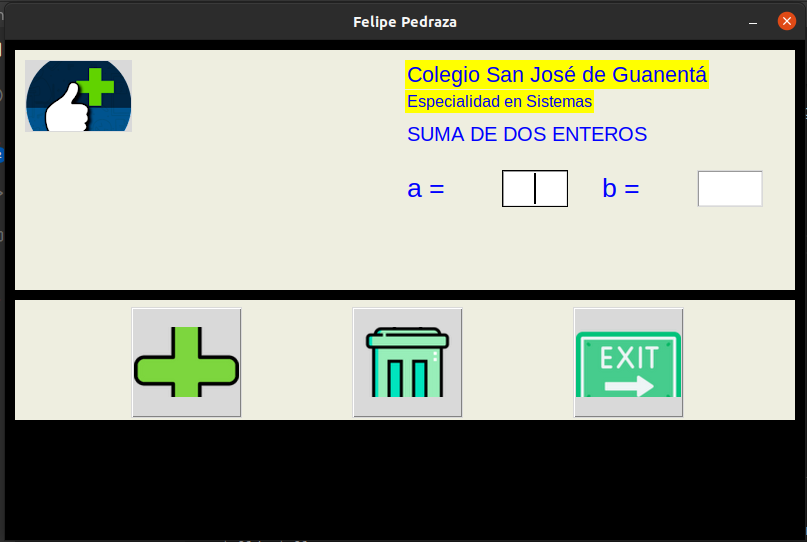 Felipe Pedraza
Colegio San José de Guanentá
Especialidad en Sistemas
SUMA DE DOS ENTEROS
a = b =
EXIT